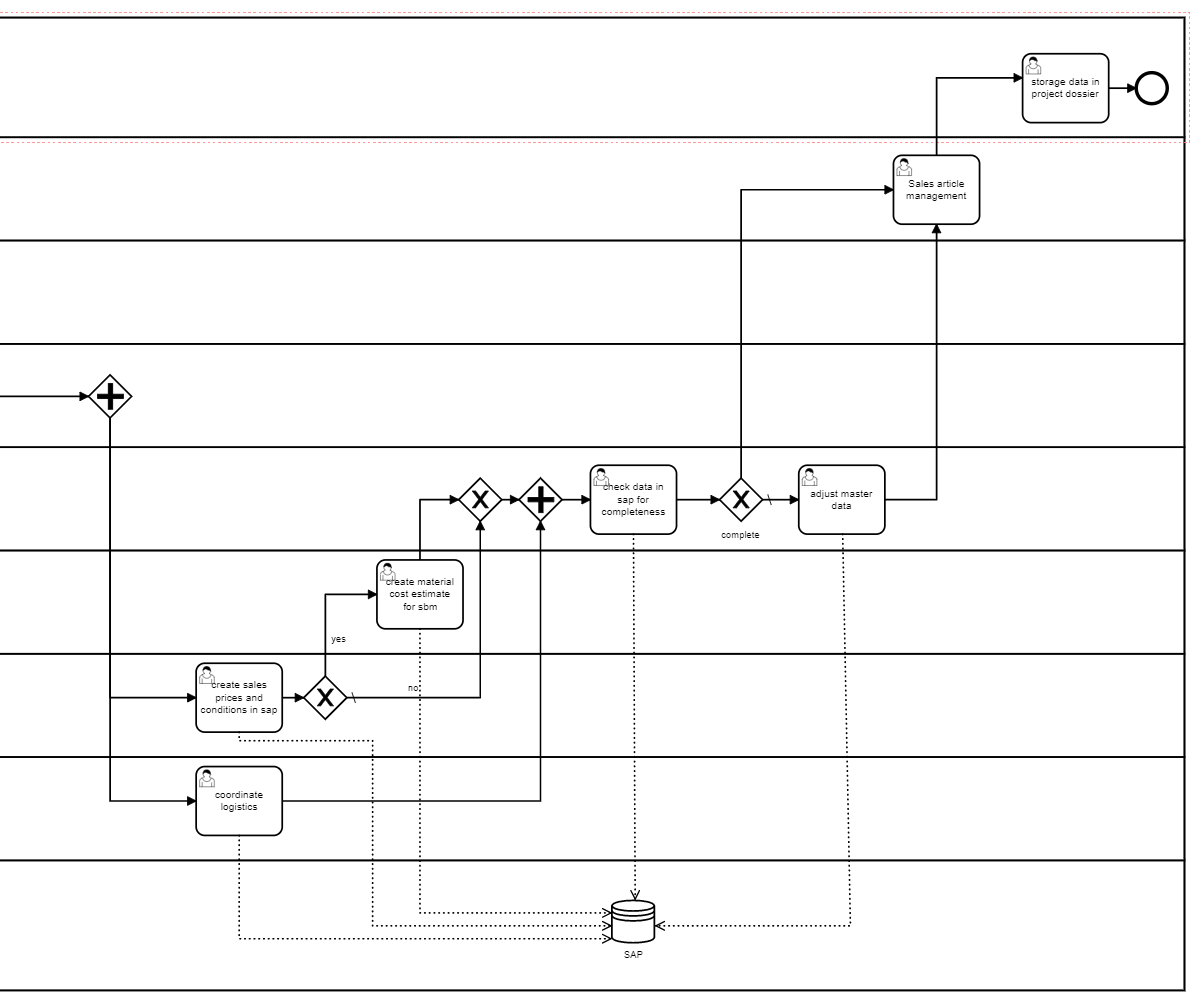 storage data in
project dossier
Sales article
management
check data in
sap for
completeness
adjust master
data
complete
create material
cost estimate
for sbm
yes
create sales
prices and
conditions in sap
no
coordinate
logistics
SAP